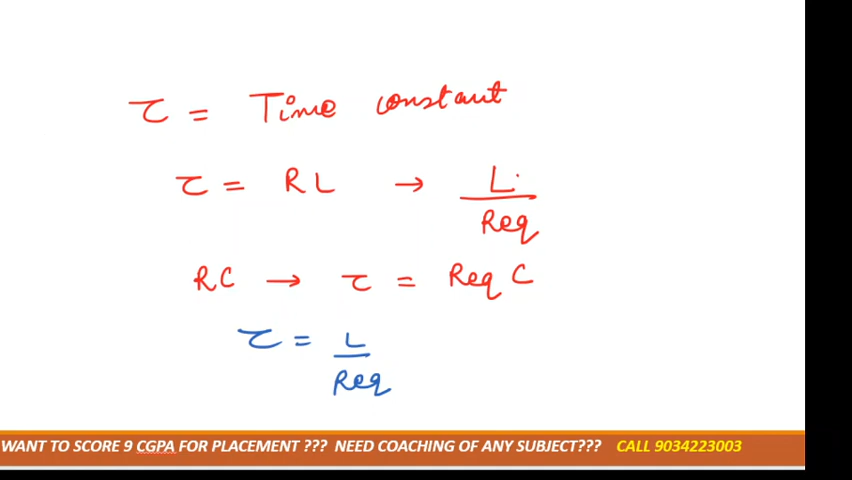 τ = Time constant
τ = RL → L/Req
RC → τ = Req C
τ = L/Req
WANT TO SCORE 9 CGPA FOR PLACEMENT ??? NEED COACHING OF ANY SUBJECT??? CALL 9034223003